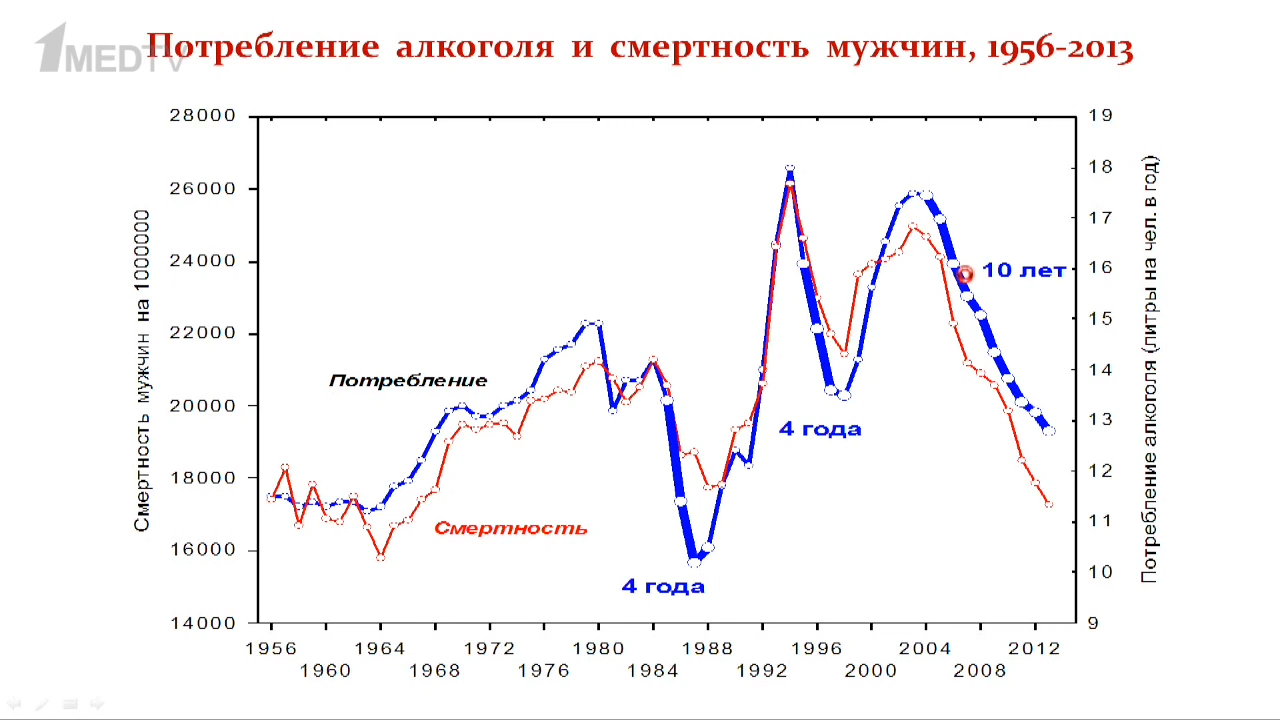 1MEDTV
Потребление алкоголя и смертность мужчин, 1956-2013
28000
26000
24000
22000
20000
18000
16000
14000
Смертность мужчин на 1000000
19
18
17
16
15
14
13
12
11
10
9
Потребление алкоголя (литры на чел. в год)
10 лет
Потребление
4 года
Смертность
4 года
1956 1964 1972 1980 1988 1996 2004 2012
1960 1968 1976 1984 1992 2000 2008